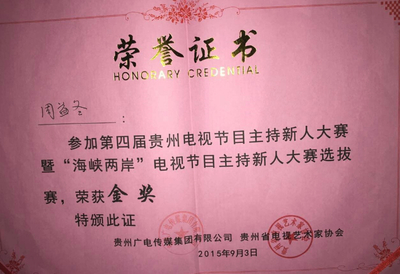 荣誉证书
HONORARY CREDENTIAL
周益冬:
参加第四届贵州电视节目主持新人大赛
暨“海峡两岸”电视节目主持新人大赛选拔
赛，荣获金奖
特颁此证
贵州广电传媒集团有限公司 贵州省电视艺术家协会
2015年9月3日